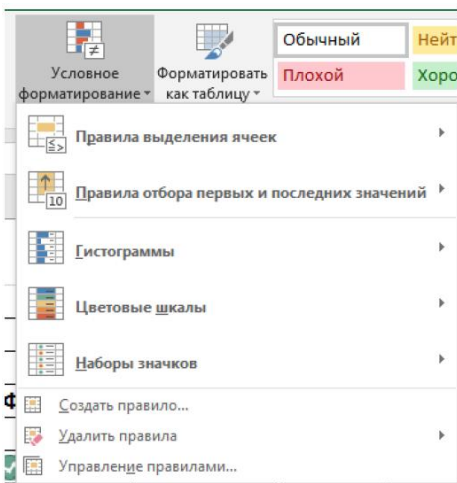 Обычный
Нейт
Условное
форматирование
Форматировать
как таблицу
Плохой
Хоро
Правила выделения ячеек
Правила отбора первых и последних значений
10
Гистограммы
Цветовые шкалы
Наборы значков
Создать правило...
Удалить правила
Управление правилами...
Ф